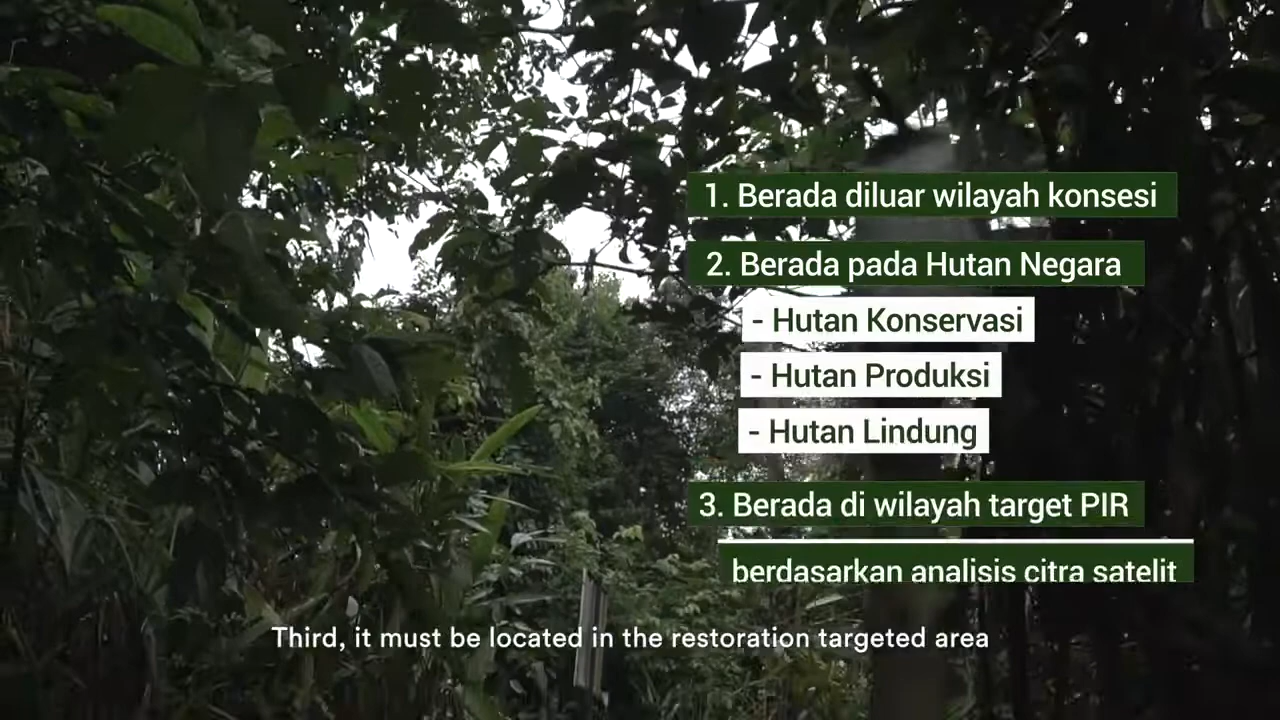 1. Berada diluar wilayah konsesi
2. Berada pada Hutan Negara
- Hutan Konservasi
- Hutan Produksi
- Hutan Lindung
3. Berada di wilayah target PIR
berdasarkan analisis citra satelit
Third, it must be located in the restoration targeted area